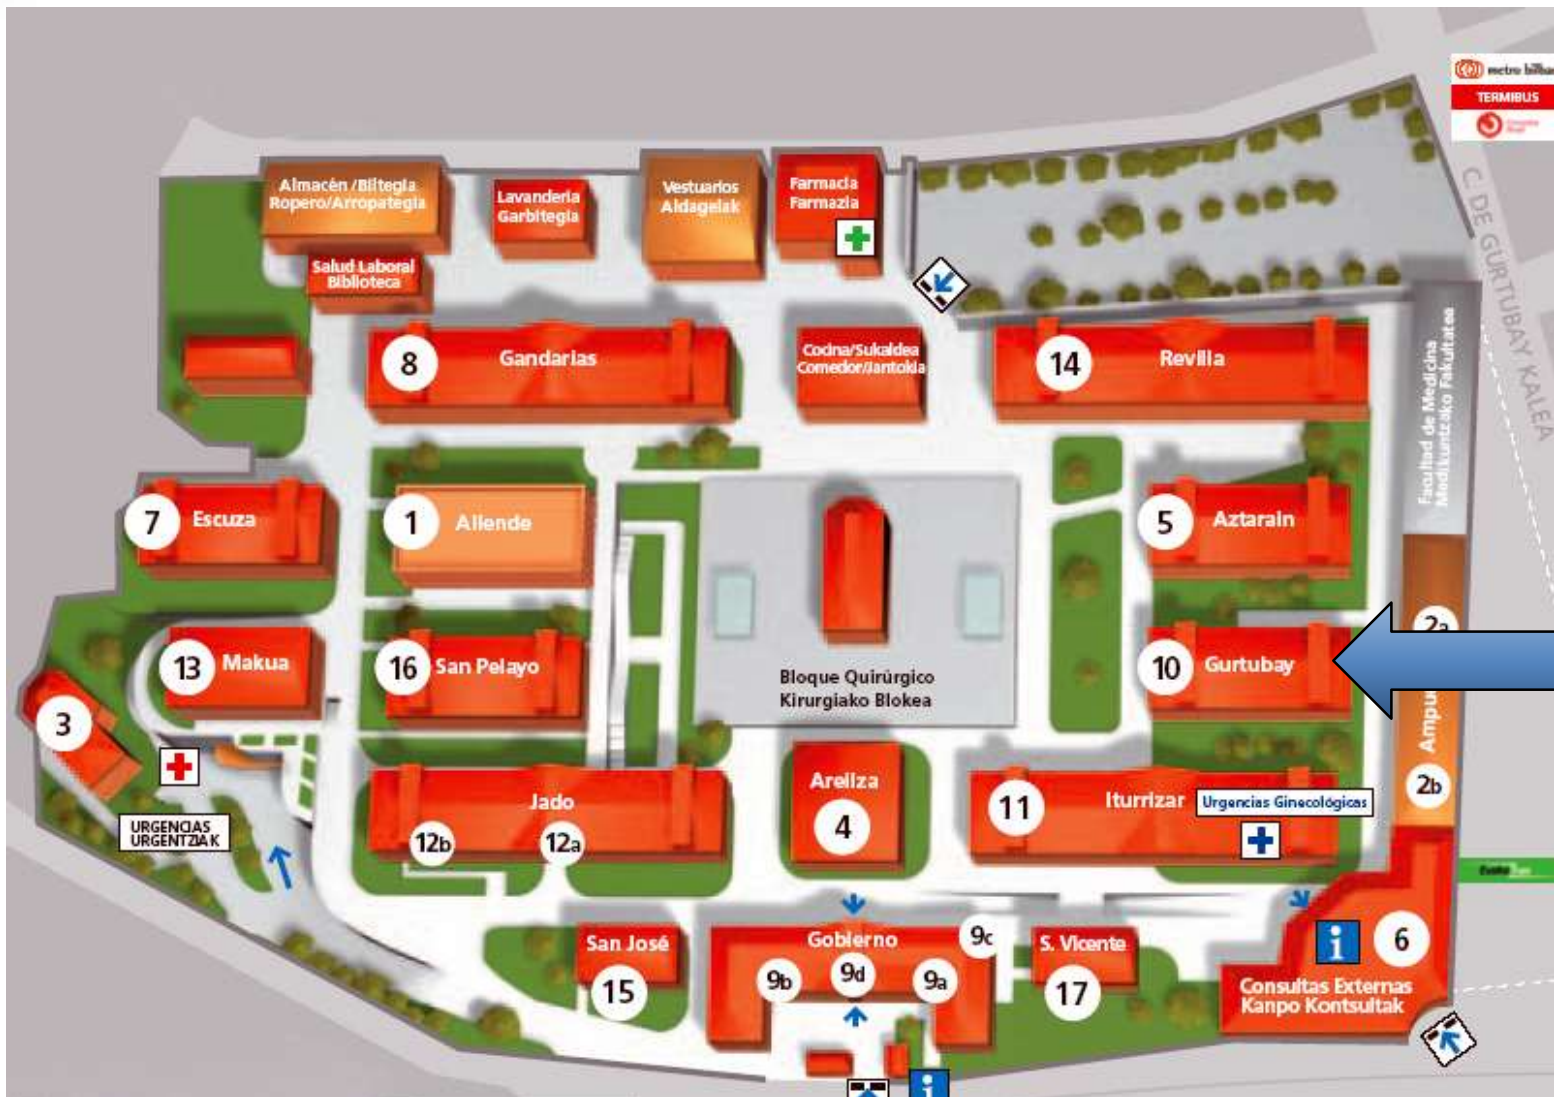 metro bilbao
TERMIBUS
C. DE GURTUBAY KALEA
Almacén /Biltegia
Ropero/Arropategia
Lavandería
Garbitegia
Vestuarios
Aldagelak
Farmacia
Farmazia
Salud Laboral
Biblioteca
8
Gandarias
Cocina/Sukaldea
Comedor/Jantokia
14
Revilla
Facultad de Medicina
Medikuntzako Fakultatea
7
Escuza
1
Allende
5
Aztarain
2a
13
Makua
16
San Pelayo
Bloque Quirúrgico
Kirurgiako Blokea
10
Gurtubay
3
Ampu
2b
Jado
12b
12a
Areilza
4
11
Iturrizar
Urgencias Ginecológicas
URGENCIAS
URGENTZIAK
San José
15
Gobierno
9b
9d
9a
9c
S. Vicente
17
i
6
Consultas Externas
Kanpo Kontsultak
i